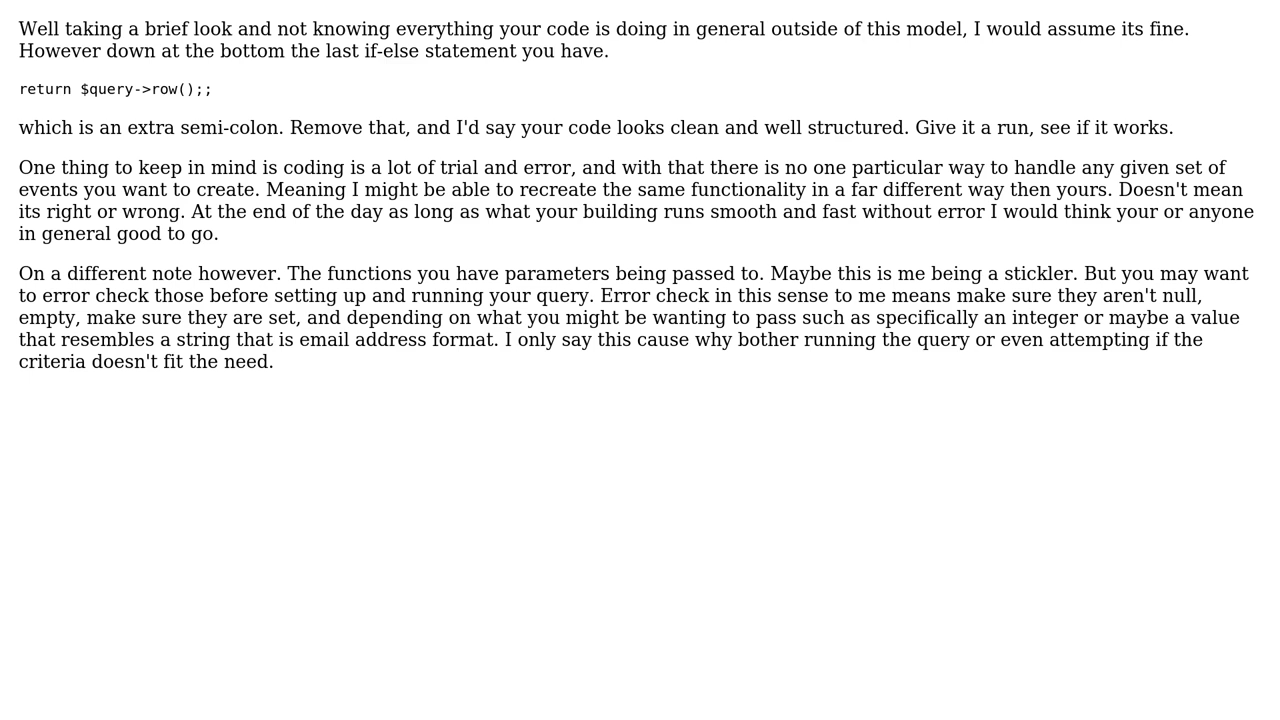 Well taking a brief look and not knowing everything your code is doing in general outside of this model, I would assume its fine.
However down at the bottom the last if-else statement you have.
return $query->row();;
which is an extra semi-colon. Remove that, and I'd say your code looks clean and well structured. Give it a run, see if it works.
One thing to keep in mind is coding is a lot of trial and error, and with that there is no one particular way to handle any given set of
events you want to create. Meaning I might be able to recreate the same functionality in a far different way then yours. Doesn't mean
its right or wrong. At the end of the day as long as what your building runs smooth and fast without error I would think your or anyone
in general good to go.
On a different note however. The functions you have parameters being passed to. Maybe this is me being a stickler. But you may want
to error check those before setting up and running your query. Error check in this sense to me means make sure they aren't null,
empty, make sure they are set, and depending on what you might be wanting to pass such as specifically an integer or maybe a value
that resembles a string that is email address format. I only say this cause why bother running the query or even attempting if the
criteria doesn't fit the need.